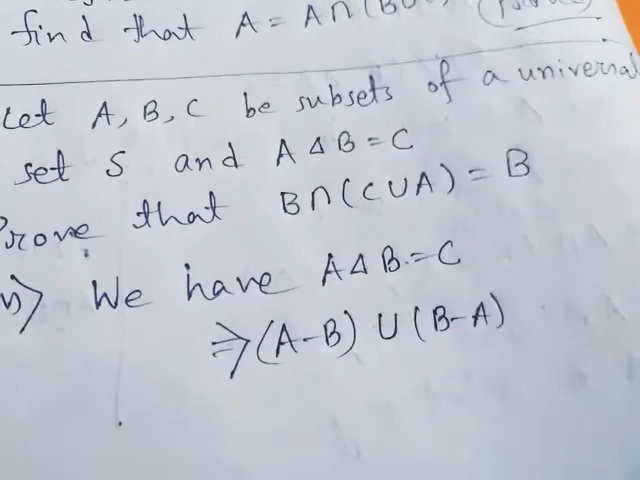 find that A = A ∩ (B ∪
Let A, B, C be subsets of a universal
set S and A Δ B = C
Prove that B ∩ (C ∪ A) = B
We have A Δ B = C
⇒ (A - B) ∪ (B - A)